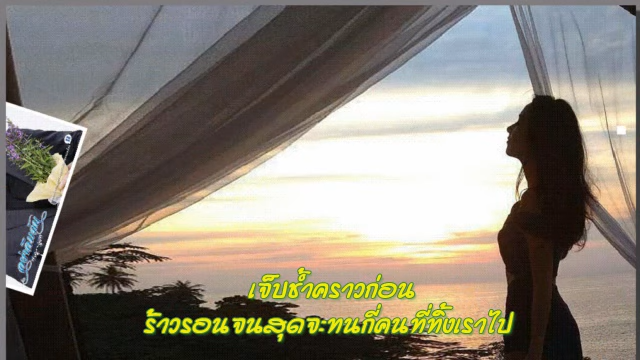 เจ็บช้ำคราวก่อน
ร้าวรอนจนสุดจะทนกี่คนที่ทิ้งเราไป